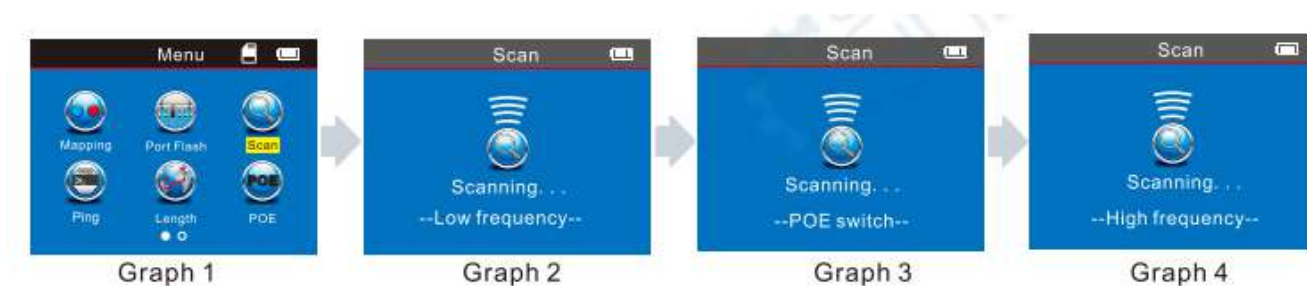 Menu
Mapping Port Flash Scan
Ping Length POE
POE
Graph 1
Scan
Scanning. . .
--Low frequency--
Graph 2
Scan
Scanning. . .
--POE switch--
Graph 3
Scan
Scanning. . .
--High frequency--
Graph 4